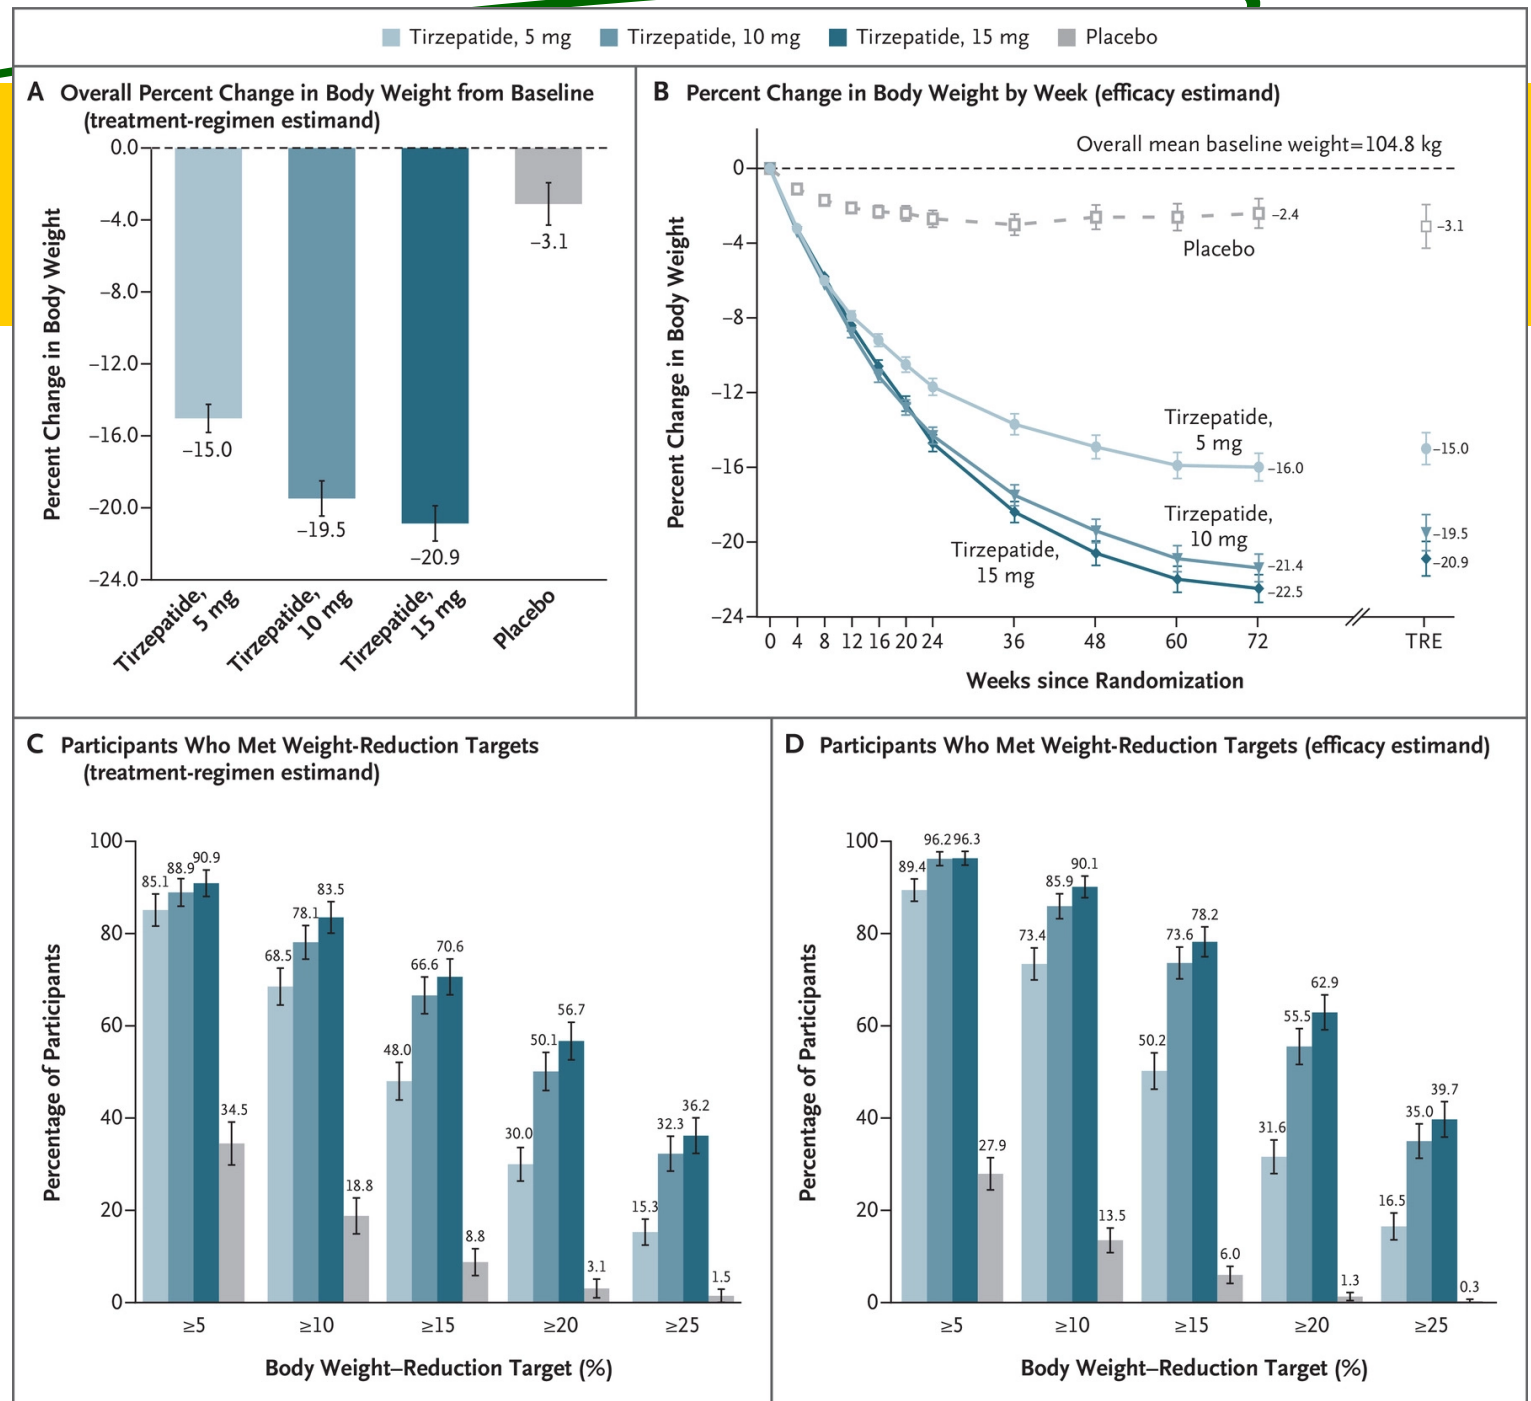 Tirzepatide, 5 mg Tirzepatide, 10 mg Tirzepatide, 15 mg Placebo
A Overall Percent Change in Body Weight from Baseline
(treatment-regimen estimand)
Percent Change in Body Weight
0.0
−4.0
−8.0
−12.0
−16.0
−20.0
−24.0
−15.0
−19.5
−20.9
−3.1
Tirzepatide,
5 mg
Tirzepatide,
10 mg
Tirzepatide,
15 mg
Placebo
B Percent Change in Body Weight by Week (efficacy estimand)
Overall mean baseline weight=104.8 kg
Percent Change in Body Weight
0
−4
−8
−12
−16
−20
−24
−2.4
−3.1
Placebo
Tirzepatide,
5 mg
−15.0
−16.0
Tirzepatide,
10 mg
−19.5
Tirzepatide,
15 mg
−21.4
−20.9
−22.5
0 4 8 12 16 20 24 36 48 60 72 TRE
Weeks since Randomization
C Participants Who Met Weight-Reduction Targets
(treatment-regimen estimand)
Percentage of Participants
100
80
60
40
20
0
85.1 88.9 90.9 34.5
68.5 78.1 83.5 18.8
48.0 66.6 70.6 8.8
30.0 50.1 56.7 3.1
15.3 32.3 36.2 1.5
≥5 ≥10 ≥15 ≥20 ≥25
Body Weight–Reduction Target (%)
D Participants Who Met Weight-Reduction Targets (efficacy estimand)
Percentage of Participants
100
80
60
40
20
0
89.4 96.2 96.3 27.9
73.4 85.9 90.1 13.5
50.2 73.6 78.2 6.0
31.6 55.5 62.9 1.3
16.5 35.0 39.7 0.3
≥5 ≥10 ≥15 ≥20 ≥25
Body Weight–Reduction Target (%)